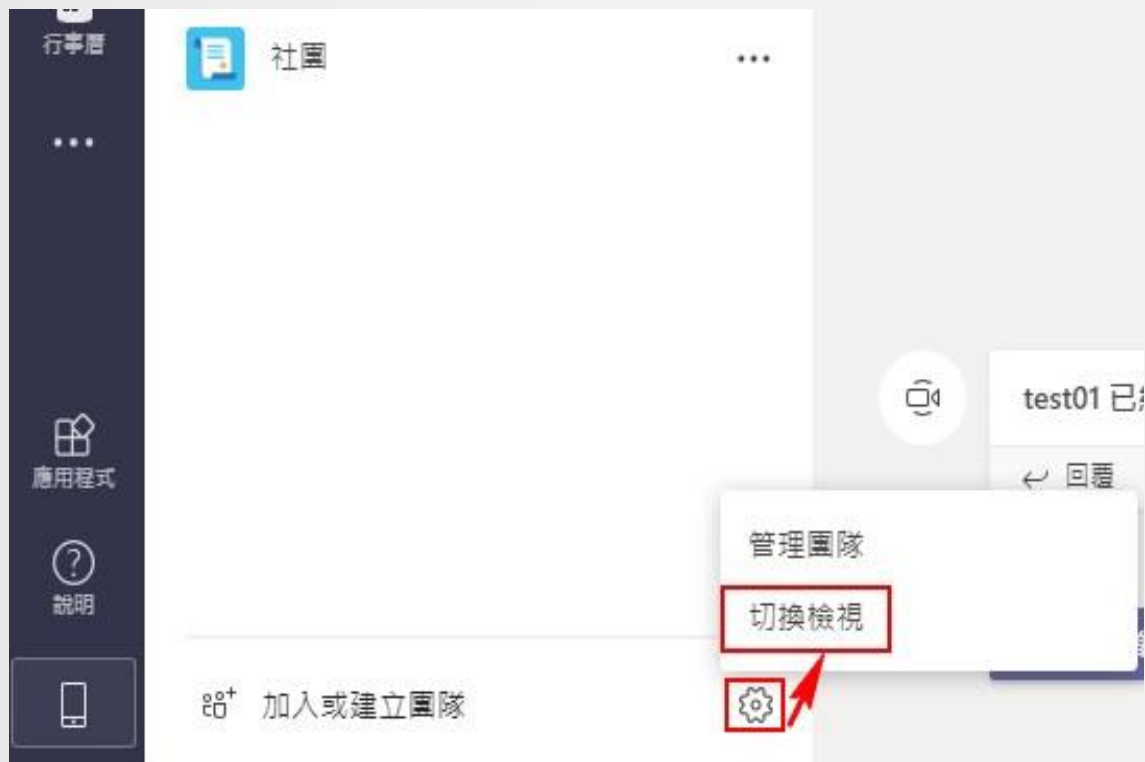 行事曆
社團
test01 已
回覆
應用程式
管理團隊
說明
切換檢視
加入或建立團隊